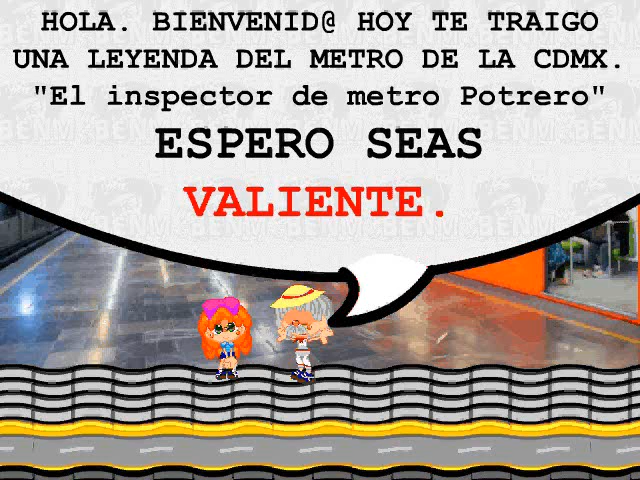 HOLA. BIENVENID@ HOY TE TRAIGO
UNA LEYENDA DEL METRO DE LA CDMX.
"El inspector de metro Potrero"
ESPERO SEAS
VALIENTE.